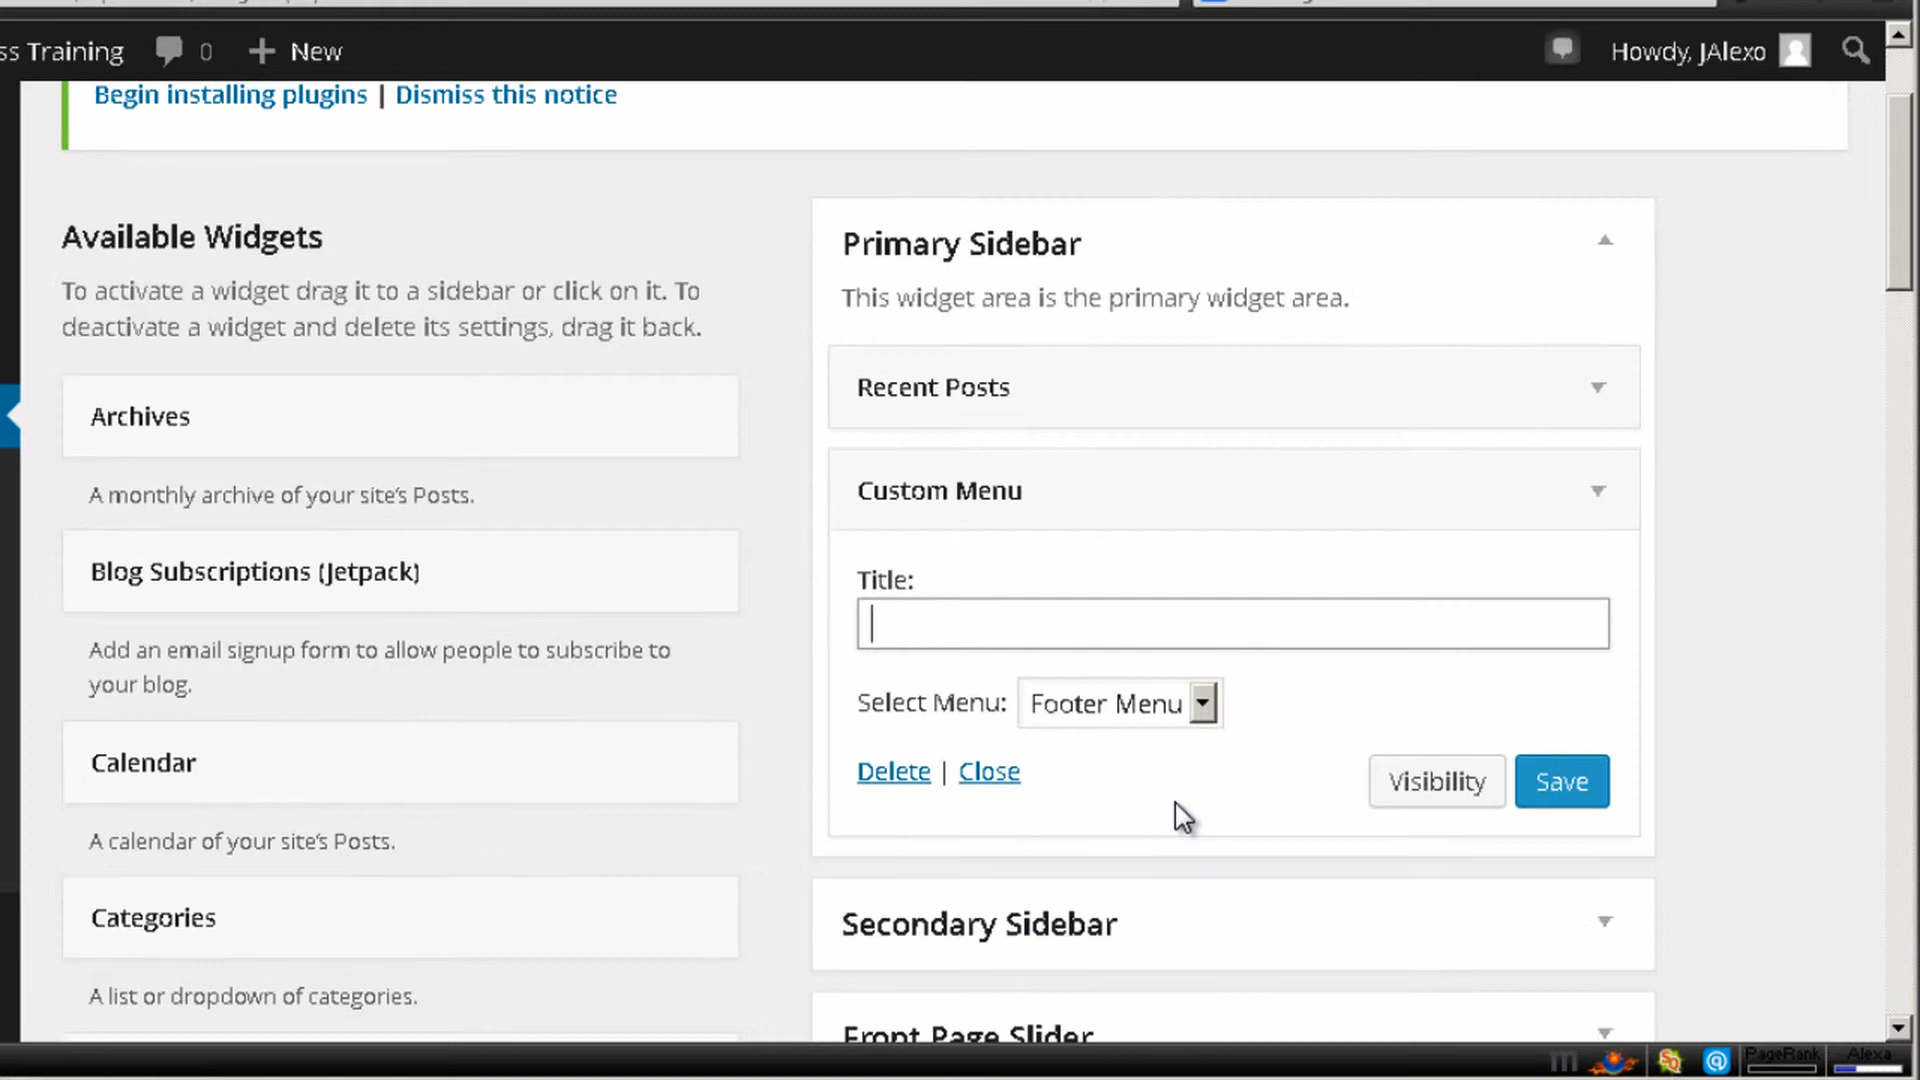 ss Training 0 New Howdy, JAlexo
Begin installing plugins | Dismiss this notice
Available Widgets
To activate a widget drag it to a sidebar or click on it. To
deactivate a widget and delete its settings, drag it back.
Archives
A monthly archive of your site's Posts.
Blog Subscriptions (Jetpack)
Add an email signup form to allow people to subscribe to
your blog.
Calendar
A calendar of your site's Posts.
Categories
A list or dropdown of categories.
Primary Sidebar
This widget area is the primary widget area.
Recent Posts
Custom Menu
Title:
Select Menu: Footer Menu
Delete | Close
Visibility Save
Secondary Sidebar
Front Page Slider
PageRank Alexa